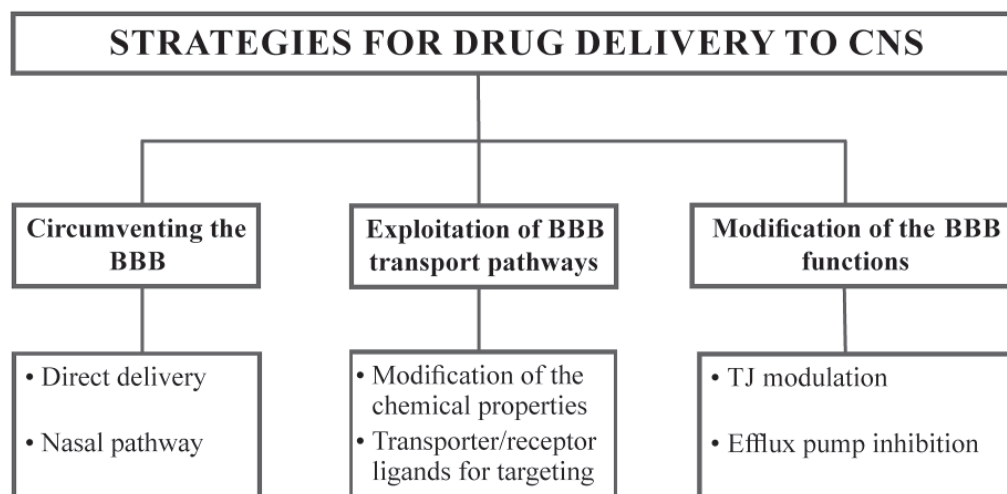 STRATEGIES FOR DRUG DELIVERY TO CNS
Circumventing the
BBB
Exploitation of BBB
transport pathways
Modification of the BBB
functions
• Direct delivery
• Nasal pathway
• Modification of the
chemical properties
• Transporter/receptor
ligands for targeting
• TJ modulation
• Efflux pump inhibition